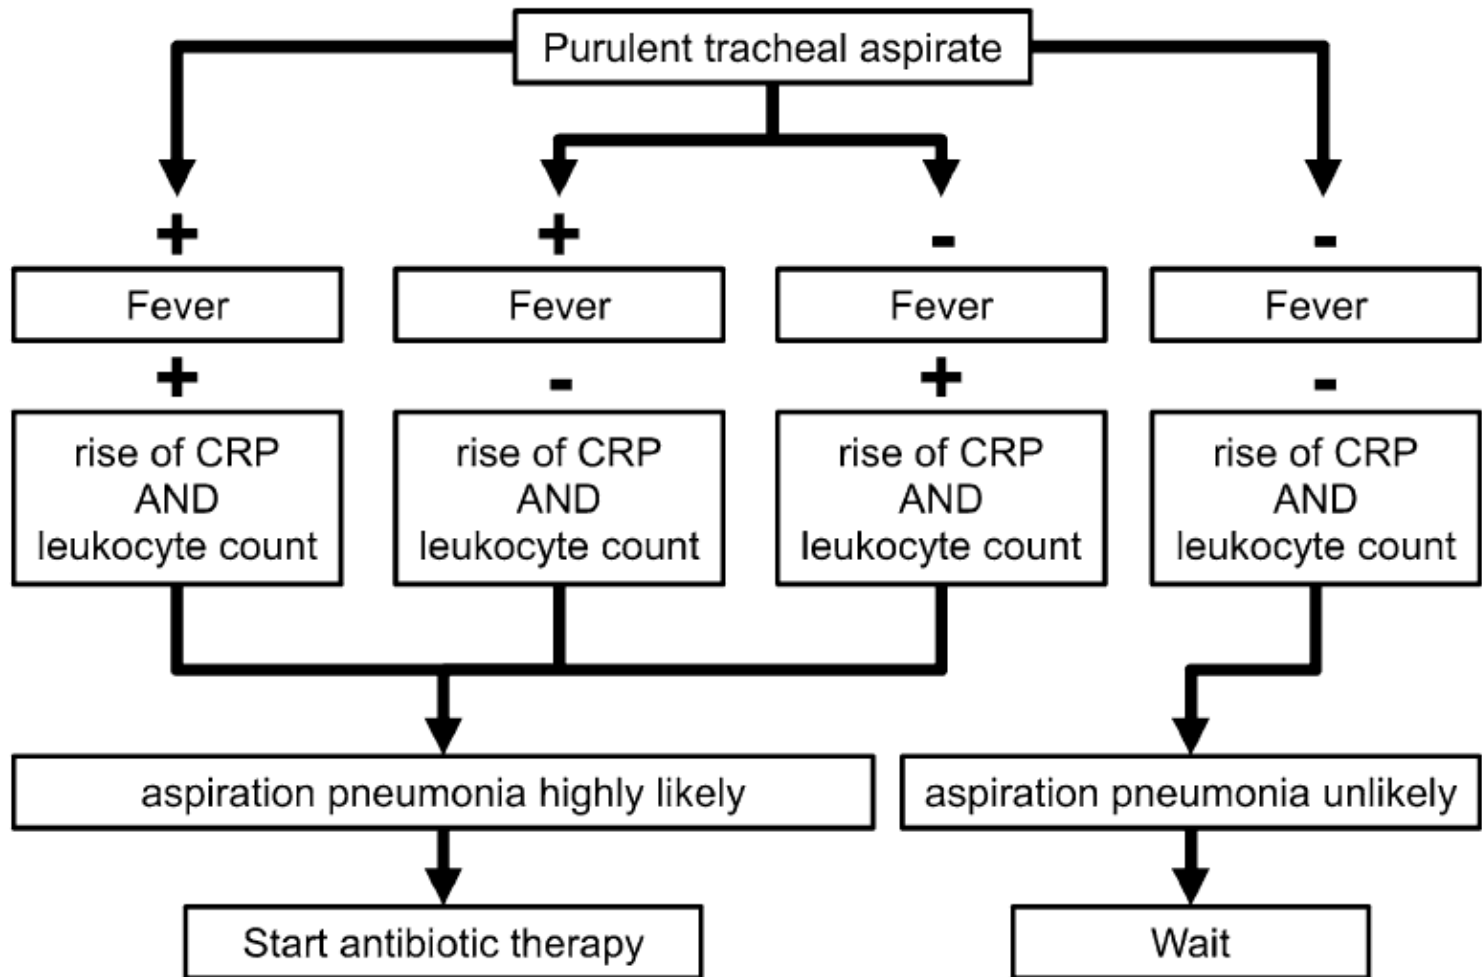 Purulent tracheal aspirate
+
+
-
-
Fever
Fever
Fever
Fever
+
-
+
-
rise of CRP
AND
leukocyte count
rise of CRP
AND
leukocyte count
rise of CRP
AND
leukocyte count
rise of CRP
AND
leukocyte count
aspiration pneumonia highly likely
aspiration pneumonia unlikely
Start antibiotic therapy
Wait